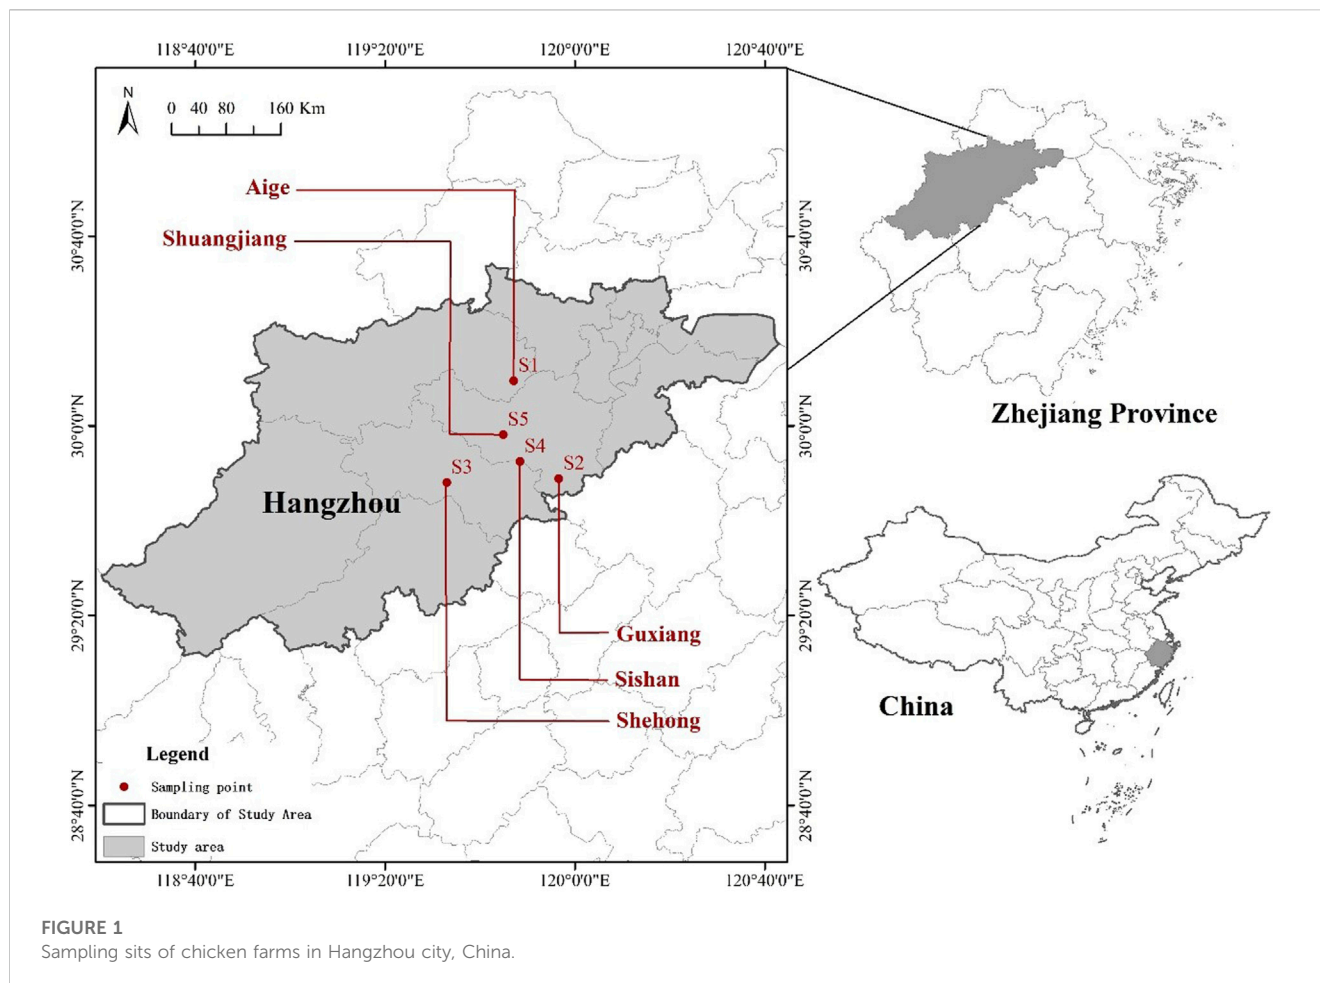 118°40'0"E 119°20'0"E 120°0'0"E 120°40'0"E
N
0 40 80 160 Km
Aige
Shuangjiang
30°40'0"N
30°40'0"N
S1
30°0'0"N
S5
S4
S3
S2
30°0'0"N
Hangzhou
Zhejiang Province
29°20'0"N
Guxiang
29°20'0"N
Sishan
Shehong
China
Legend
Sampling point
Boundary of Study Area
Study area
28°40'0"N
28°40'0"N
118°40'0"E 119°20'0"E 120°0'0"E 120°40'0"E
FIGURE 1
Sampling sits of chicken farms in Hangzhou city, China.